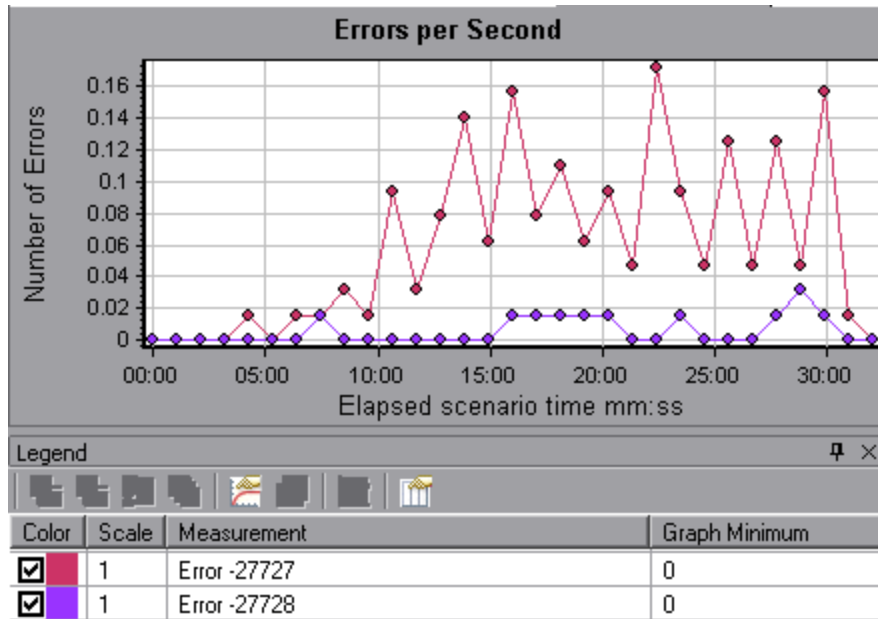 Errors per Second
Number of Errors
0.16
0.14
0.12
0.1
0.08
0.06
0.04
0.02
0
00:00 05:00 10:00 15:00 20:00 25:00 30:00
Elapsed scenario time mm:ss
Legend
Color Scale Measurement Graph Minimum
1 Error -27727 0
1 Error -27728 0